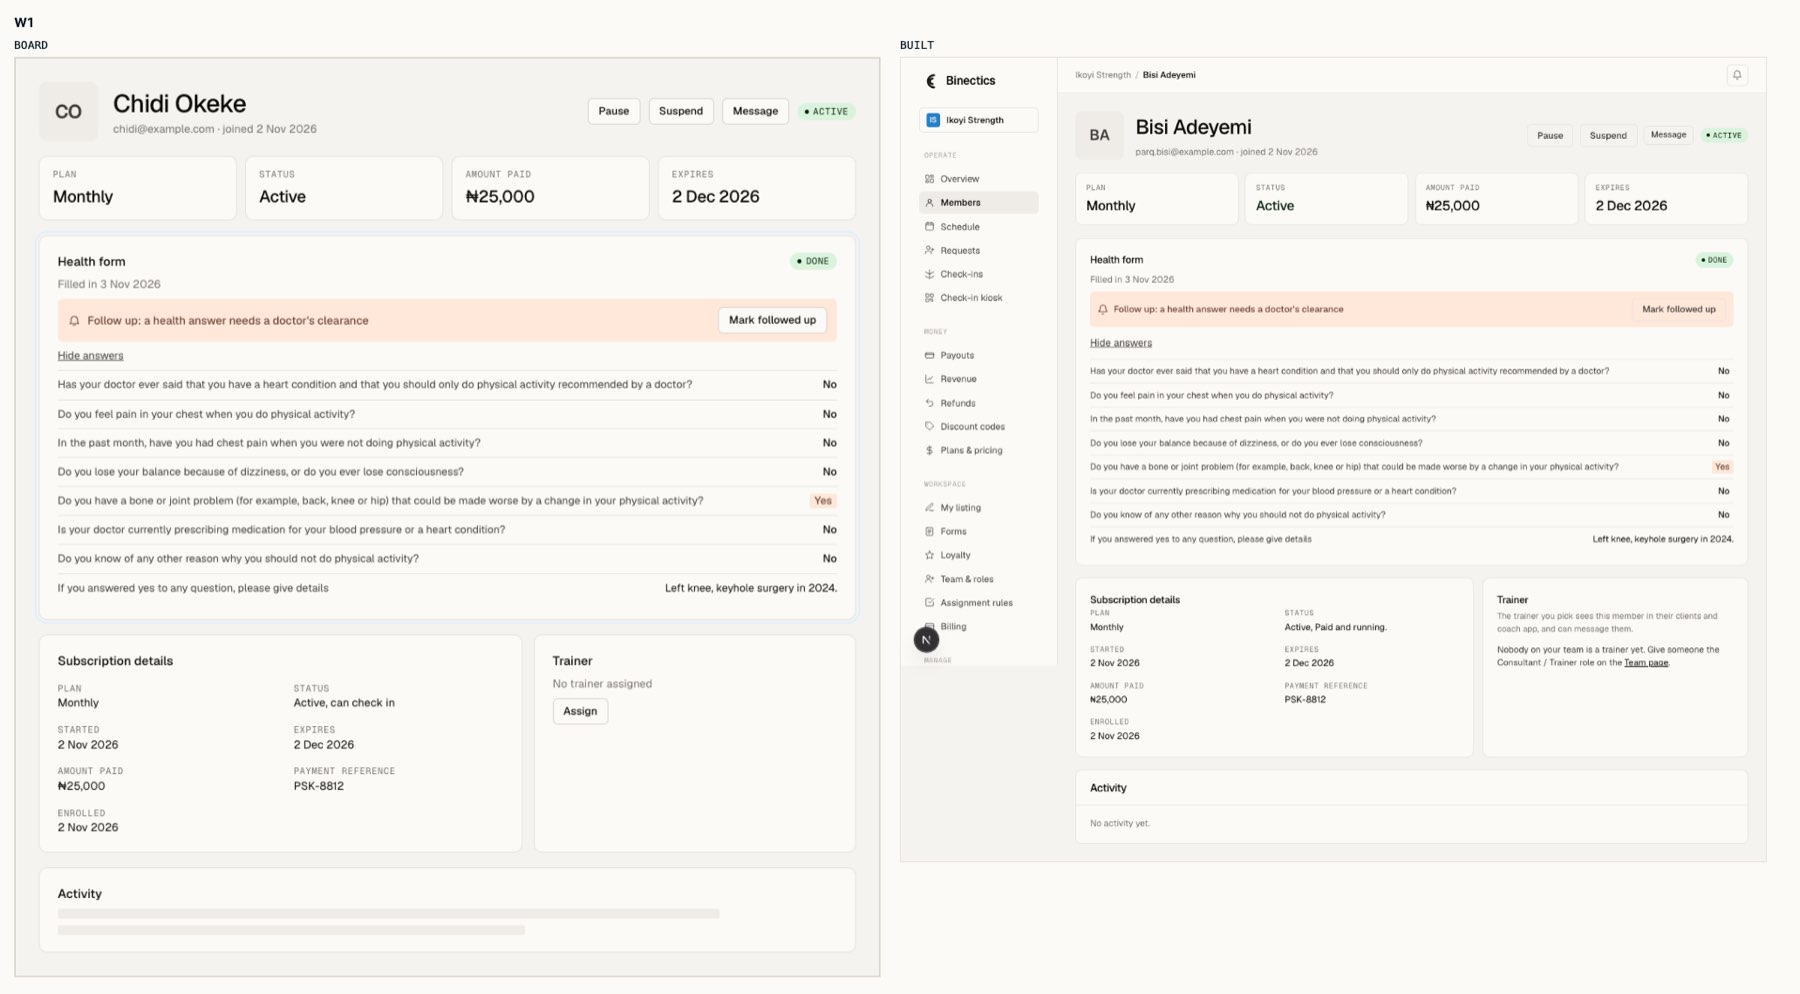 W1
BOARD
CO
Chidi Okeke
chidi@example.com · joined 2 Nov 2026
Pause
Suspend
Message
ACTIVE
PLAN
Monthly
STATUS
Active
AMOUNT PAID
₦25,000
EXPIRES
2 Dec 2026
Health form
DONE
Filled in 3 Nov 2026
Follow up: a health answer needs a doctor's clearance
Mark followed up
Hide answers
Has your doctor ever said that you have a heart condition and that you should only do physical activity recommended by a doctor? No
Do you feel pain in your chest when you do physical activity? No
In the past month, have you had chest pain when you were not doing physical activity? No
Do you lose your balance because of dizziness, or do you ever lose consciousness? No
Do you have a bone or joint problem (for example, back, knee or hip) that could be made worse by a change in your physical activity? Yes
Is your doctor currently prescribing medication for your blood pressure or a heart condition? No
Do you know of any other reason why you should not do physical activity? No
If you answered yes to any question, please give details Left knee, keyhole surgery in 2024.
Subscription details
PLAN
Monthly
STATUS
Active, can check in
STARTED
2 Nov 2026
EXPIRES
2 Dec 2026
AMOUNT PAID
₦25,000
PAYMENT REFERENCE
PSK-8812
ENROLLED
2 Nov 2026
Trainer
No trainer assigned
Assign
Activity
BUILT
Binectics
IS Ikoyi Strength
OPERATE
Overview
Members
Schedule
Requests
Check-ins
Check-in kiosk
MONEY
Payouts
Revenue
Refunds
Discount codes
Plans & pricing
WORKSPACE
My listing
Forms
Loyalty
Team & roles
Assignment rules
Billing
N
MANAGE
Ikoyi Strength / Bisi Adeyemi
BA
Bisi Adeyemi
parq.bisi@example.com · joined 2 Nov 2026
Pause
Suspend
Message
ACTIVE
PLAN
Monthly
STATUS
Active
AMOUNT PAID
₦25,000
EXPIRES
2 Dec 2026
Health form
DONE
Filled in 3 Nov 2026
Follow up: a health answer needs a doctor's clearance
Mark followed up
Hide answers
Has your doctor ever said that you have a heart condition and that you should only do physical activity recommended by a doctor? No
Do you feel pain in your chest when you do physical activity? No
In the past month, have you had chest pain when you were not doing physical activity? No
Do you lose your balance because of dizziness, or do you ever lose consciousness? No
Do you have a bone or joint problem (for example, back, knee or hip) that could be made worse by a change in your physical activity? Yes
Is your doctor currently prescribing medication for your blood pressure or a heart condition? No
Do you know of any other reason why you should not do physical activity? No
If you answered yes to any question, please give details Left knee, keyhole surgery in 2024.
Subscription details
PLAN
Monthly
STATUS
Active, Paid and running.
STARTED
2 Nov 2026
EXPIRES
2 Dec 2026
AMOUNT PAID
₦25,000
PAYMENT REFERENCE
PSK-8812
ENROLLED
2 Nov 2026
Trainer
The trainer you pick sees this member in their clients and
coach app, and can message them.
Nobody on your team is a trainer yet. Give someone the
Consultant / Trainer role on the Team page.
Activity
No activity yet.